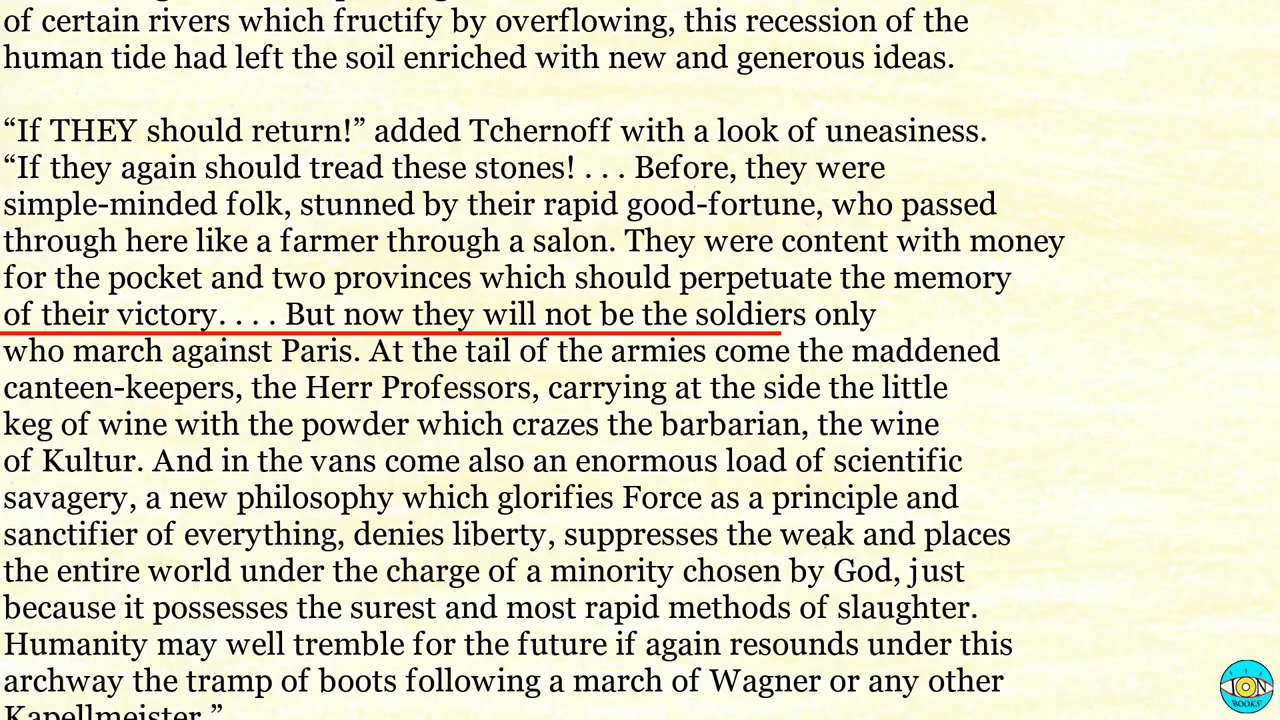 of certain rivers which fructify by overflowing, this recession of the
human tide had left the soil enriched with new and generous ideas.
“If THEY should return!” added Tchernoff with a look of uneasiness.
“If they again should tread these stones! . . . Before, they were
simple-minded folk, stunned by their rapid good-fortune, who passed
through here like a farmer through a salon. They were content with money
for the pocket and two provinces which should perpetuate the memory
of their victory. . . . But now they will not be the soldiers only
who march against Paris. At the tail of the armies come the maddened
canteen-keepers, the Herr Professors, carrying at the side the little
keg of wine with the powder which crazes the barbarian, the wine
of Kultur. And in the vans come also an enormous load of scientific
savagery, a new philosophy which glorifies Force as a principle and
sanctifier of everything, denies liberty, suppresses the weak and places
the entire world under the charge of a minority chosen by God, just
because it possesses the surest and most rapid methods of slaughter.
Humanity may well tremble for the future if again resounds under this
archway the tramp of boots following a march of Wagner or any other
Kapellmeister.”
ION
BOOKS